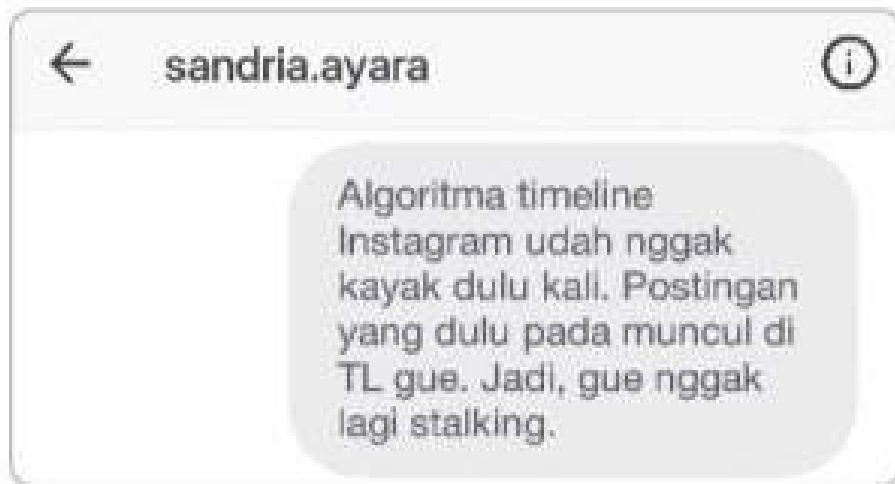 sandria.ayara
Algoritma timeline
Instagram udah nggak
kayak dulu kali. Postingan
yang dulu pada muncul di
TL gue. Jadi, gue nggak
lagi stalking.